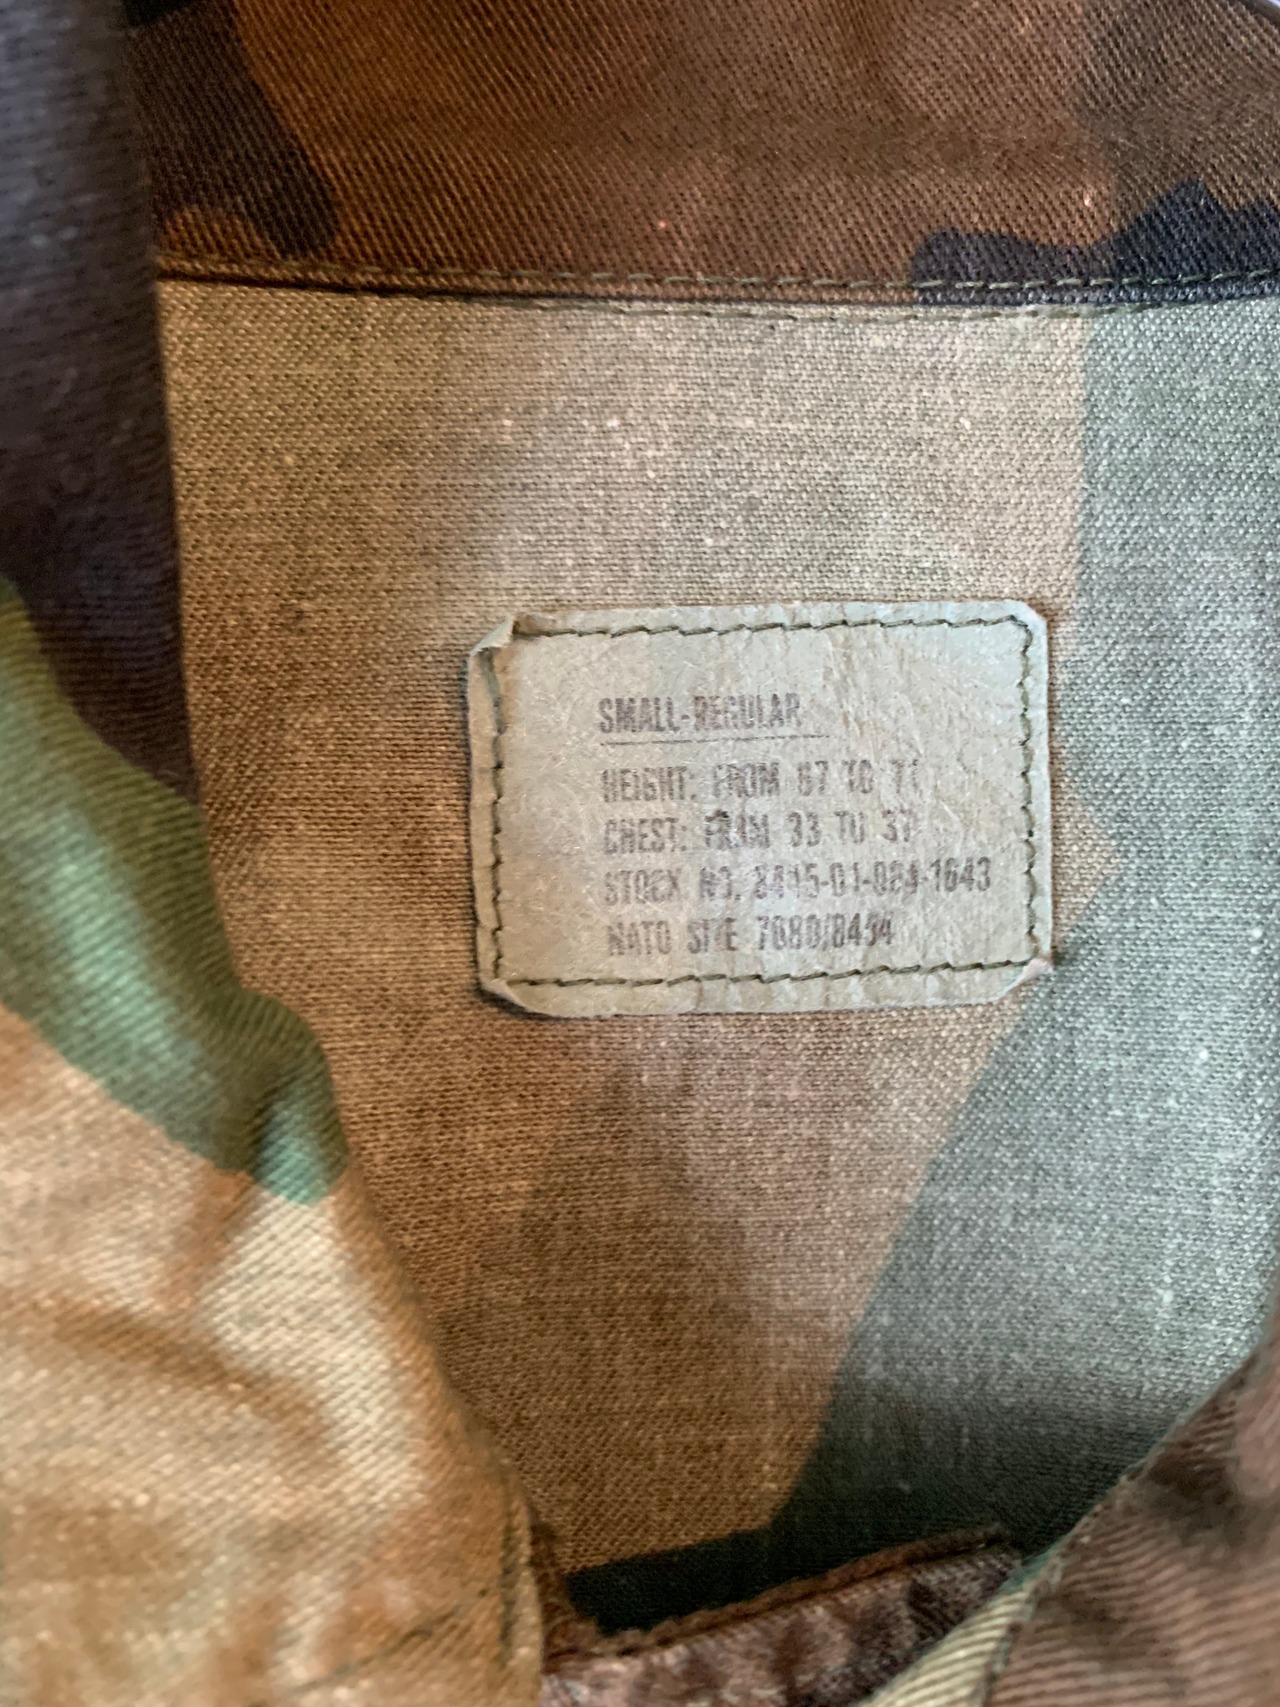 SMALL-REGULAR
HEIGHT: FROM 67 TO 71
CHEST: FROM 33 TO 37
STOCK NO. 8415-01-084-1643
NATO SIZE 7080/8494